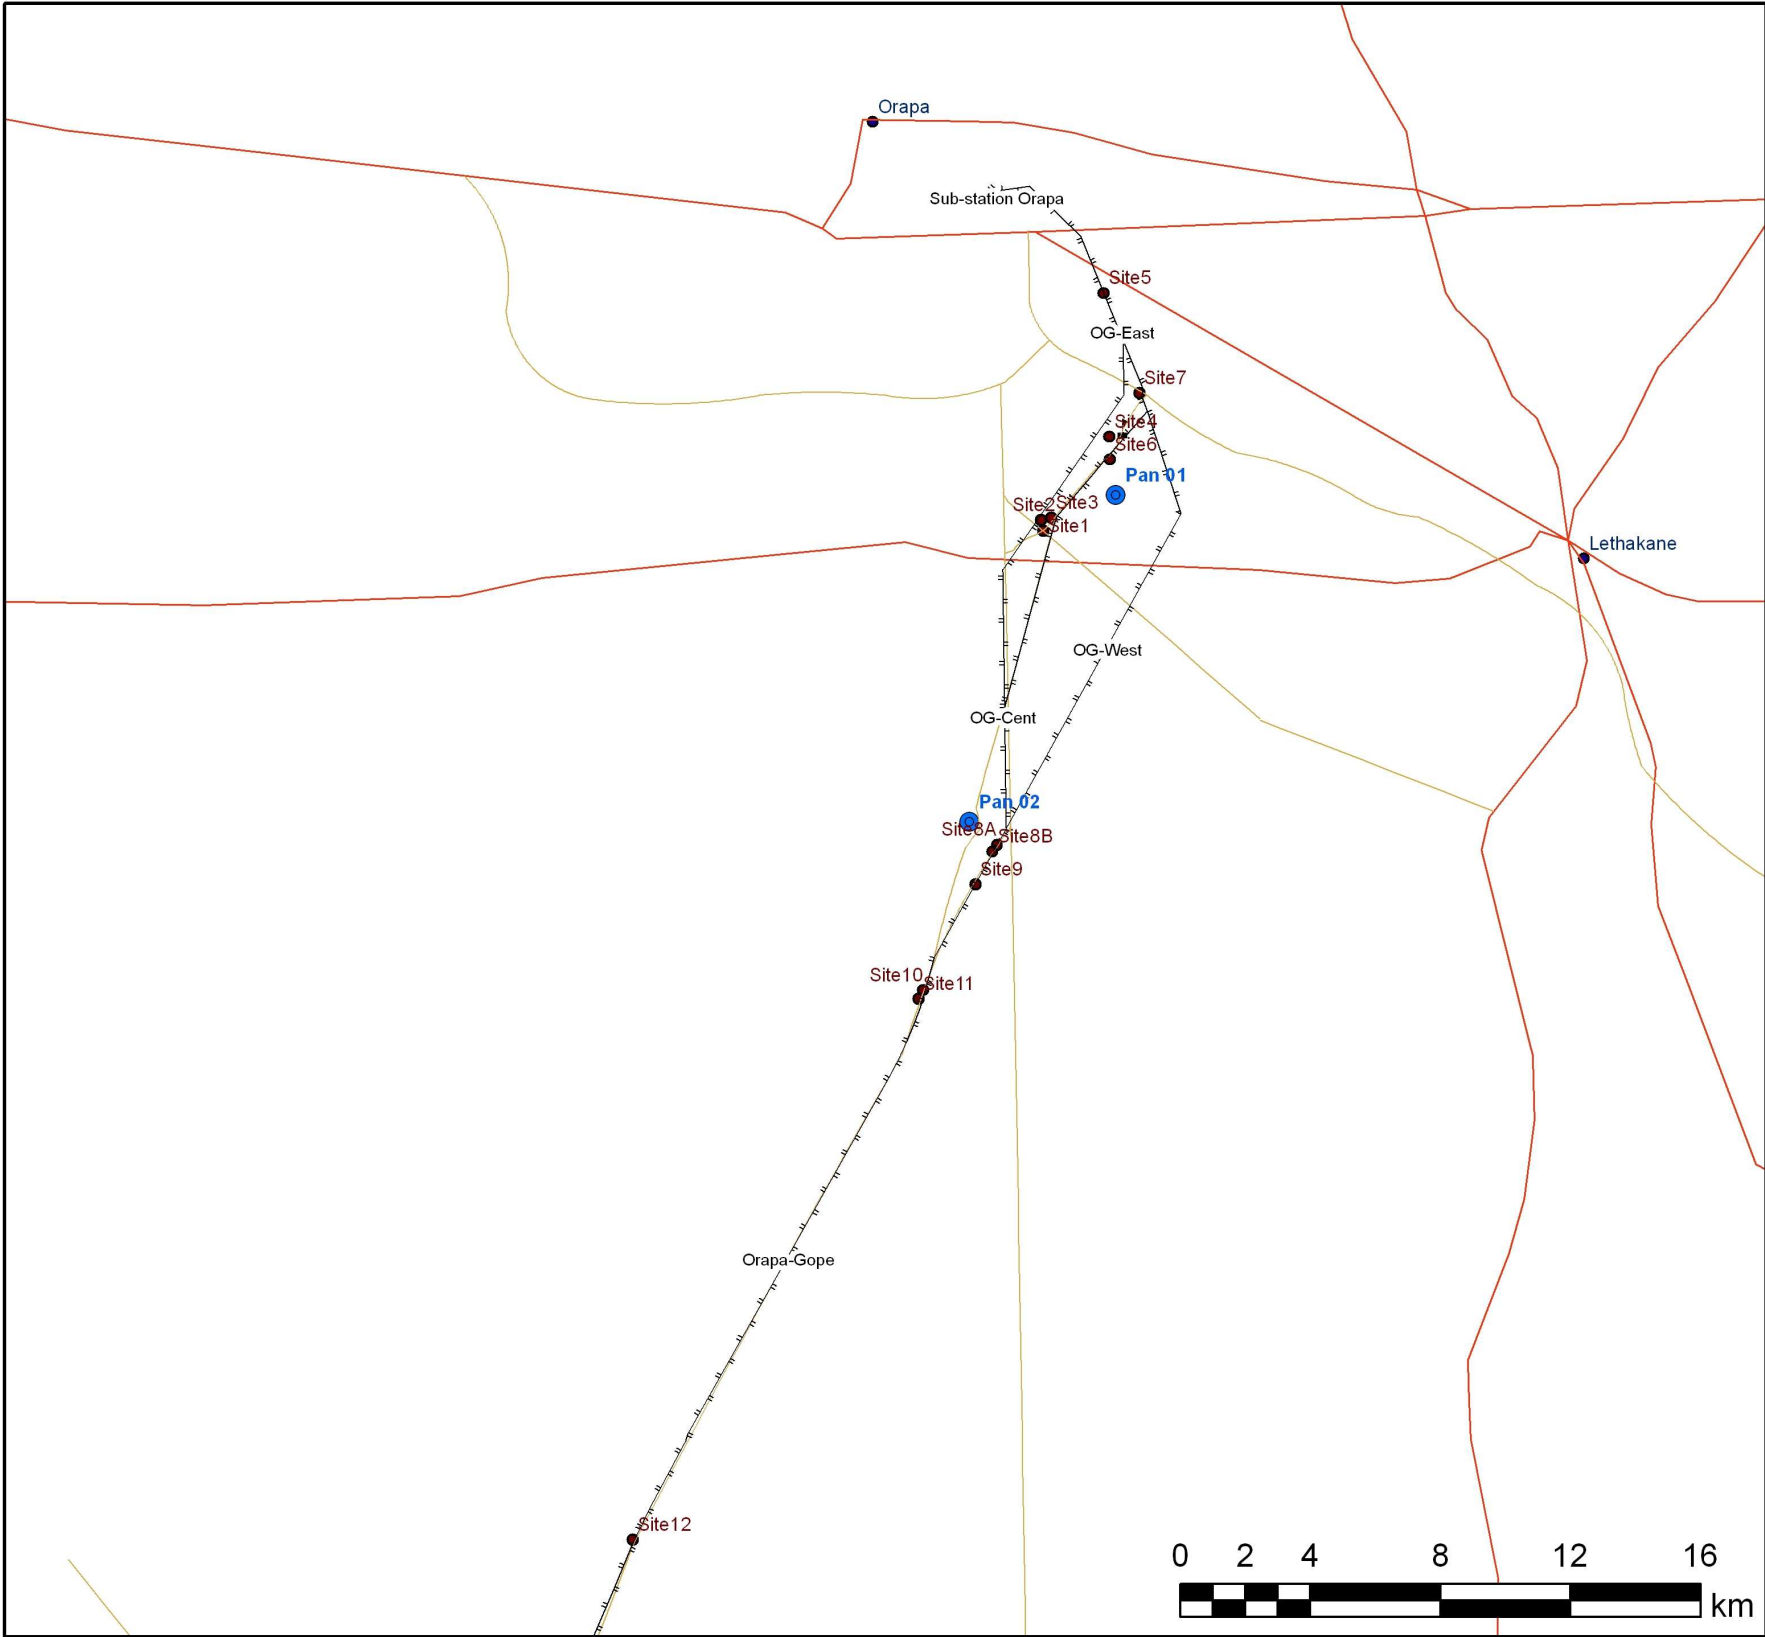 Orapa
Sub-station Orapa
Site5
OG-East
Site7
Site4
Site6
Pan 01
Site2
Site3
Site1
Lethakane
OG-West
OG-Cent
Pan 02
Site8A
Site8B
Site9
Site10
Site11
Orapa-Gope
Site12
0 2 4 8 12 16
km